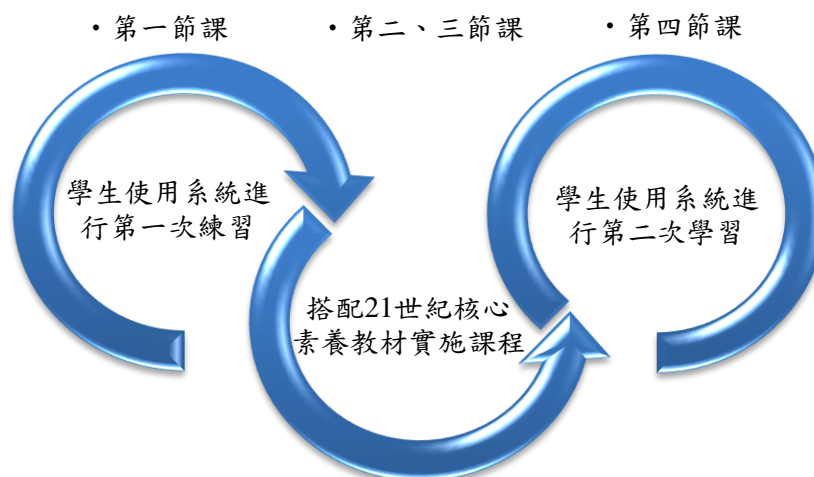 •第一節課
•第二、三節課
•第四節課
學生使用系統進
行第一次練習
搭配21世紀核心
素養教材實施課程
學生使用系統進
行第二次學習